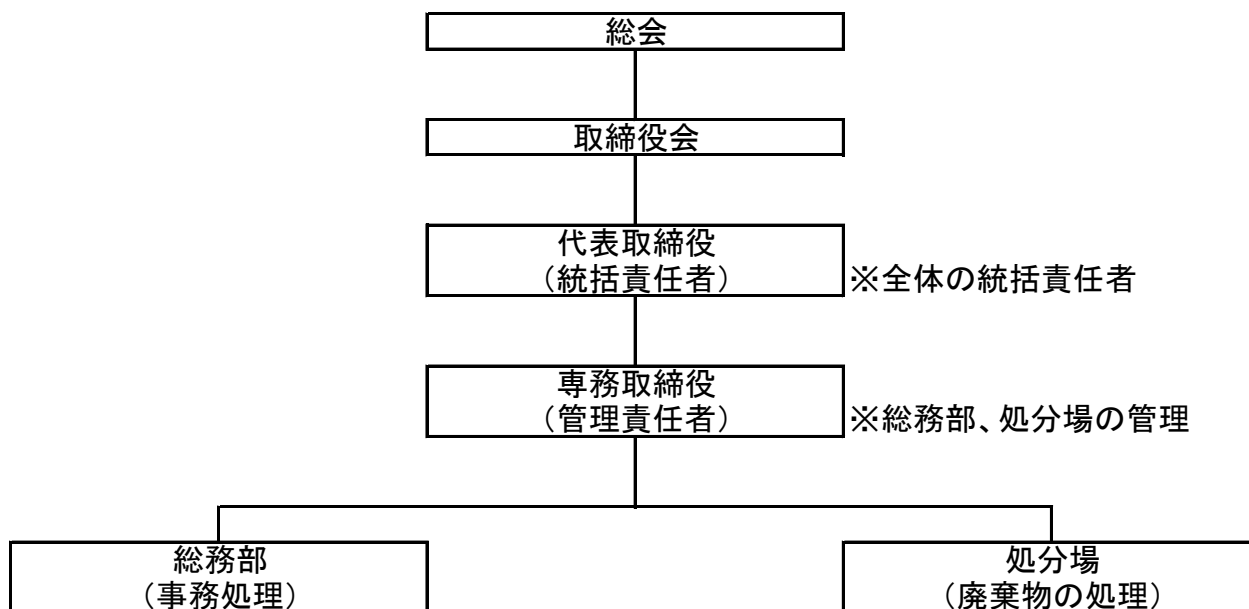 総会
取締役会
代表取締役
（統括責任者）
※全体の統括責任者
専務取締役
（管理責任者）
※総務部、処分場の管理
総務部
（事務処理）
処分場
（廃棄物の処理）